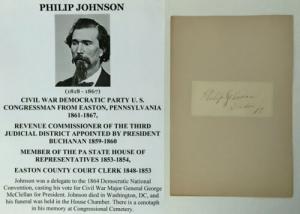 PHILIP JOHNSON
(1818 - 1867)
CIVIL WAR DEMOCRATIC PARTY U. S.
CONGRESSMAN FROM EASTON, PENNSYLVANIA
1861-1867,
REVENUE COMMISSIONER OF THE THIRD
JUDICIAL DISTRICT APPOINTED BY PRESIDENT
BUCHANAN 1859-1860
MEMBER OF THE PA STATE HOUSE OF
REPRESENTATIVES 1853-1854,
EASTON COUNTY COURT CLERK 1848-1853
Johnson was a delegate to the 1864 Democratic National
Convention, casting his vote for Civil War Major General George
McClellan for President. Johnson died in Washington, DC, and
his funeral was held in the House Chamber. There is a cenotaph
in his memory at Congressional Cemetery.
Philip Johnson